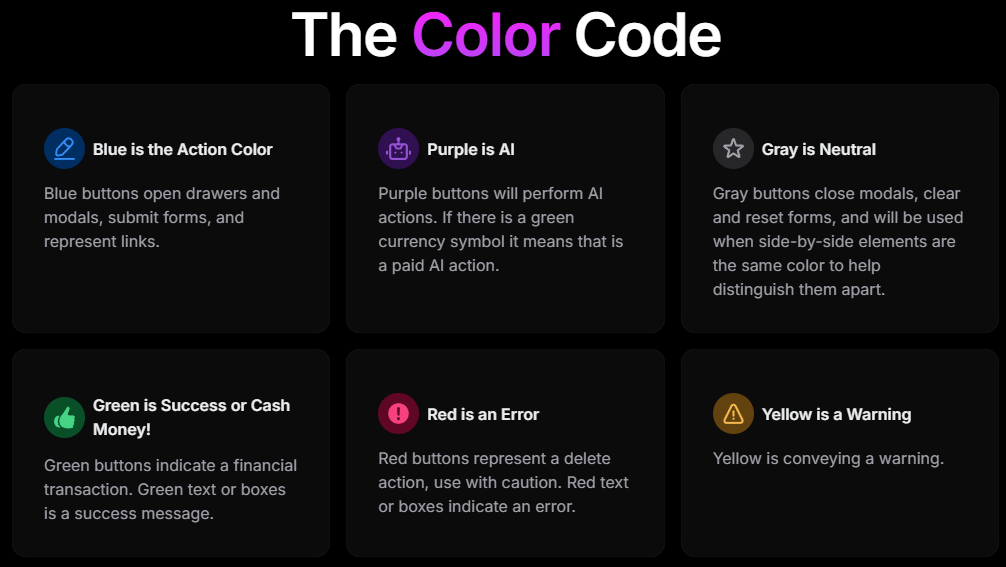 The Color Code
Blue is the Action Color
Blue buttons open drawers and
modals, submit forms, and
represent links.
Purple is AI
Purple buttons will perform AI
actions. If there is a green
currency symbol it means that is
a paid AI action.
Gray is Neutral
Gray buttons close modals, clear
and reset forms, and will be used
when side-by-side elements are
the same color to help
distinguish them apart.
Green is Success or Cash
Money!
Green buttons indicate a financial
transaction. Green text or boxes
is a success message.
Red is an Error
Red buttons represent a delete
action, use with caution. Red text
or boxes indicate an error.
Yellow is a Warning
Yellow is conveying a warning.